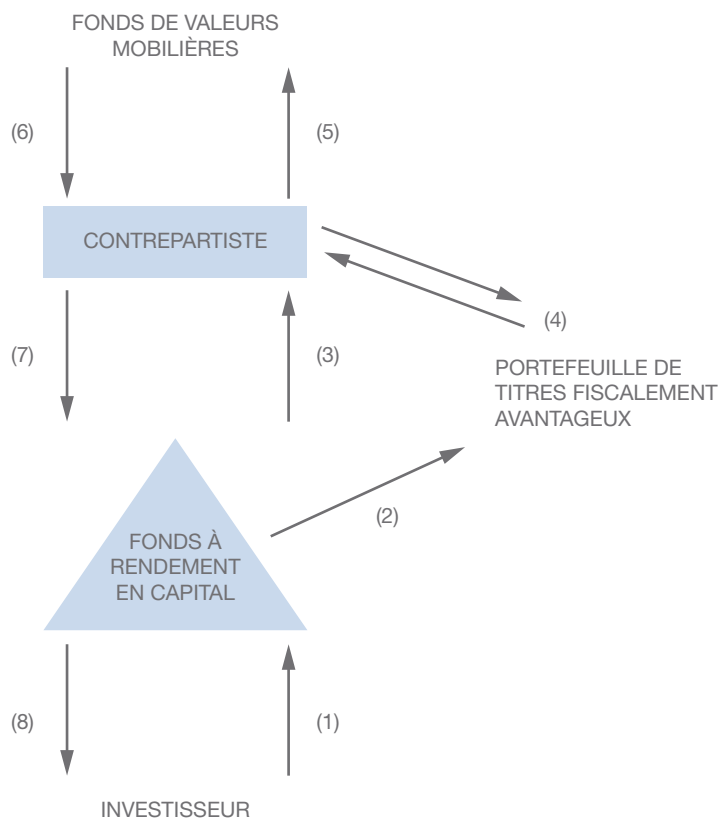 FONDS DE VALEURS
MOBILIÈRES
(6)
(5)
CONTREPARTISTE
(4)
(7)
(3)
PORTEFEUILLE DE
TITRES FISCALEMENT
AVANTAGEUX
(2)
FONDS À
RENDEMENT
EN CAPITAL
(8)
(1)
INVESTISSEUR